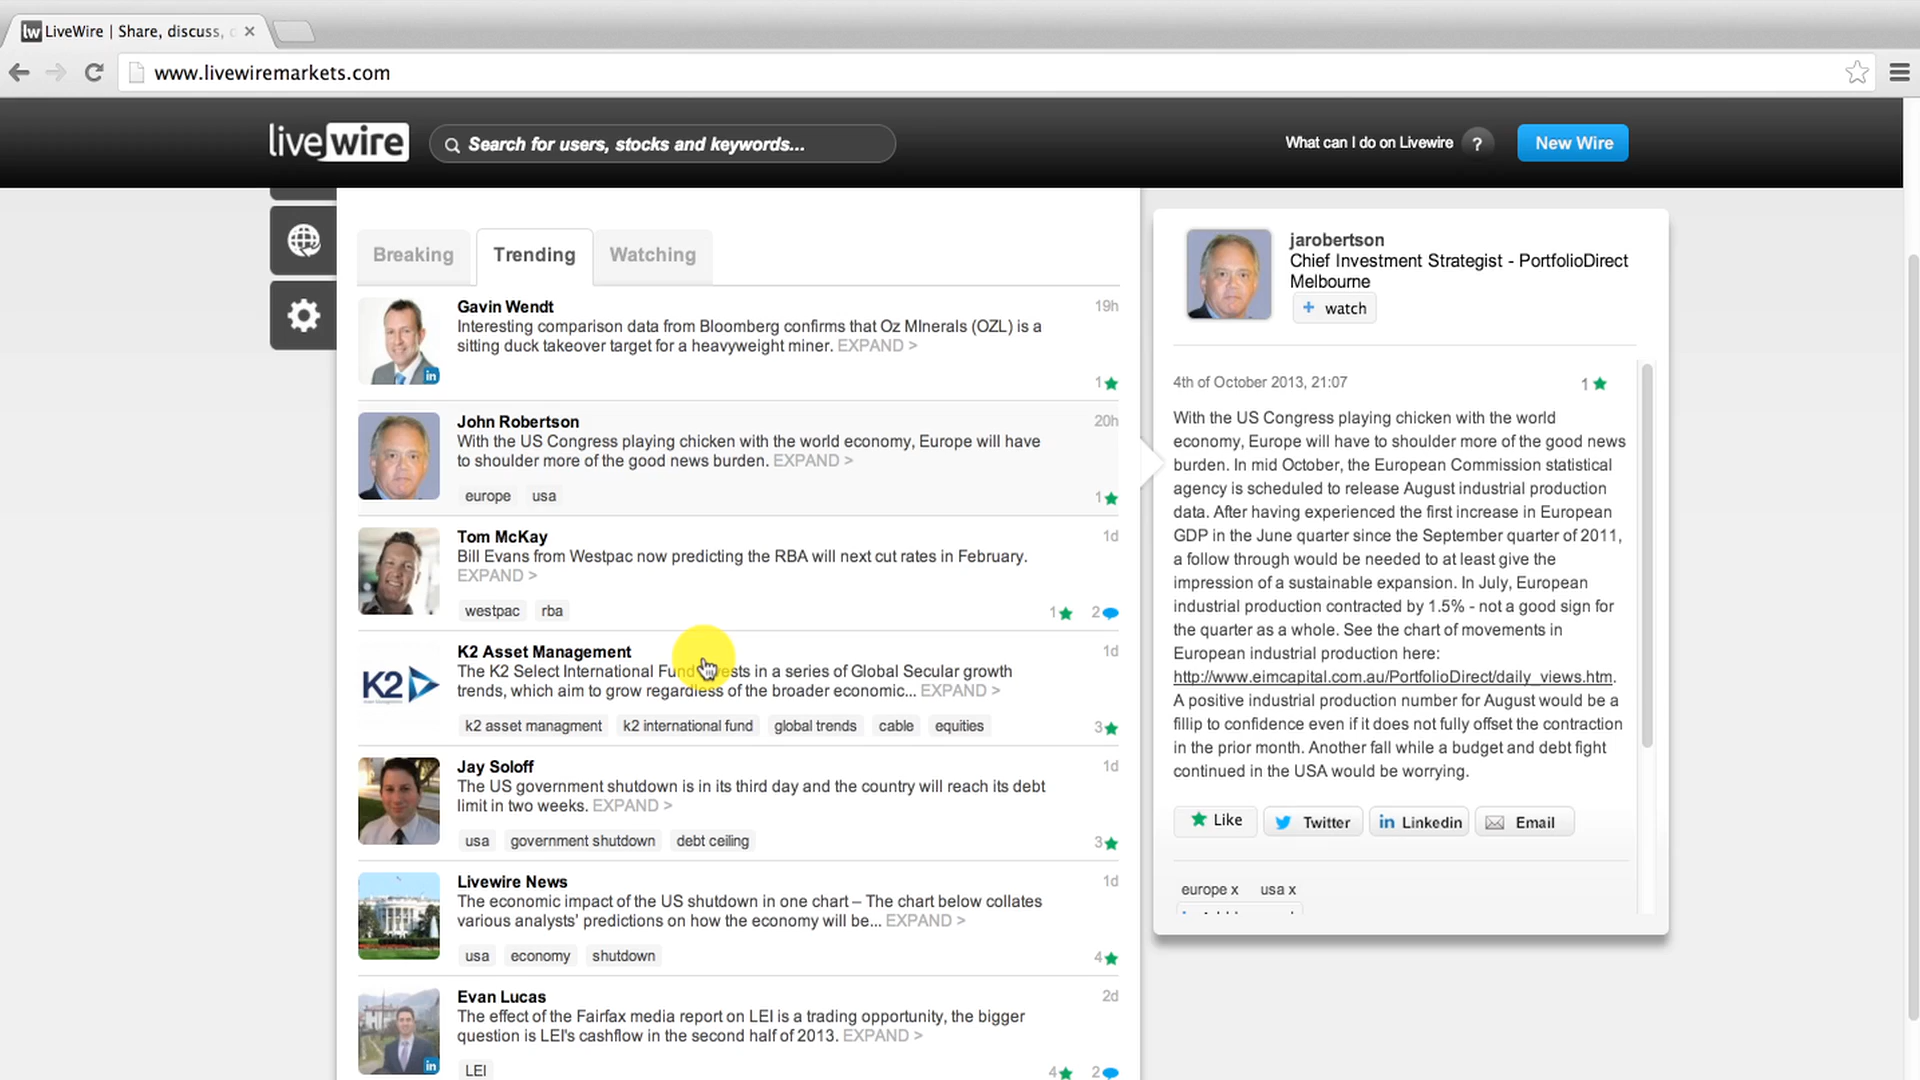 lw LiveWire | Share, discuss,
www.livewiremarkets.com
livewire
Search for users, stocks and keywords...
What can I do on Livewire ?
New Wire
Breaking
Trending
Watching
Gavin Wendt
19h
Interesting comparison data from Bloomberg confirms that Oz MInerals (OZL) is a
sitting duck takeover target for a heavyweight miner. EXPAND >
1
John Robertson
20h
With the US Congress playing chicken with the world economy, Europe will have
to shoulder more of the good news burden. EXPAND >
europe usa
1
Tom McKay
1d
Bill Evans from Westpac now predicting the RBA will next cut rates in February.
EXPAND >
westpac rba
1 2
K2 Asset Management
1d
K2
The K2 Select International Fund in a series of Global Secular growth
trends, which aim to grow regardless of the broader economic... EXPAND >
k2 asset managment k2 international fund global trends cable equities
3
Jay Soloff
1d
The US government shutdown is in its third day and the country will reach its debt
limit in two weeks. EXPAND >
usa government shutdown debt ceiling
3
Livewire News
1d
The economic impact of the US shutdown in one chart – The chart below collates
various analysts' predictions on how the economy will be... EXPAND >
usa economy shutdown
4
Evan Lucas
2d
The effect of the Fairfax media report on LEI is a trading opportunity, the bigger
question is LEI's cashflow in the second half of 2013. EXPAND >
LEI
4 2
jarobertson
Chief Investment Strategist - PortfolioDirect
Melbourne
+ watch
4th of October 2013, 21:07
1
With the US Congress playing chicken with the world
economy, Europe will have to shoulder more of the good news
burden. In mid October, the European Commission statistical
agency is scheduled to release August industrial production
data. After having experienced the first increase in European
GDP in the June quarter since the September quarter of 2011,
a follow through would be needed to at least give the
impression of a sustainable expansion. In July, European
industrial production contracted by 1.5% - not a good sign for
the quarter as a whole. See the chart of movements in
European industrial production here:
http://www.eimcapital.com.au/PortfolioDirect/daily_views.htm.
A positive industrial production number for August would be a
fillip to confidence even if it does not fully offset the contraction
in the prior month. Another fall while a budget and debt fight
continued in the USA would be worrying.
Like Twitter in Linkedin Email
europe x usa x